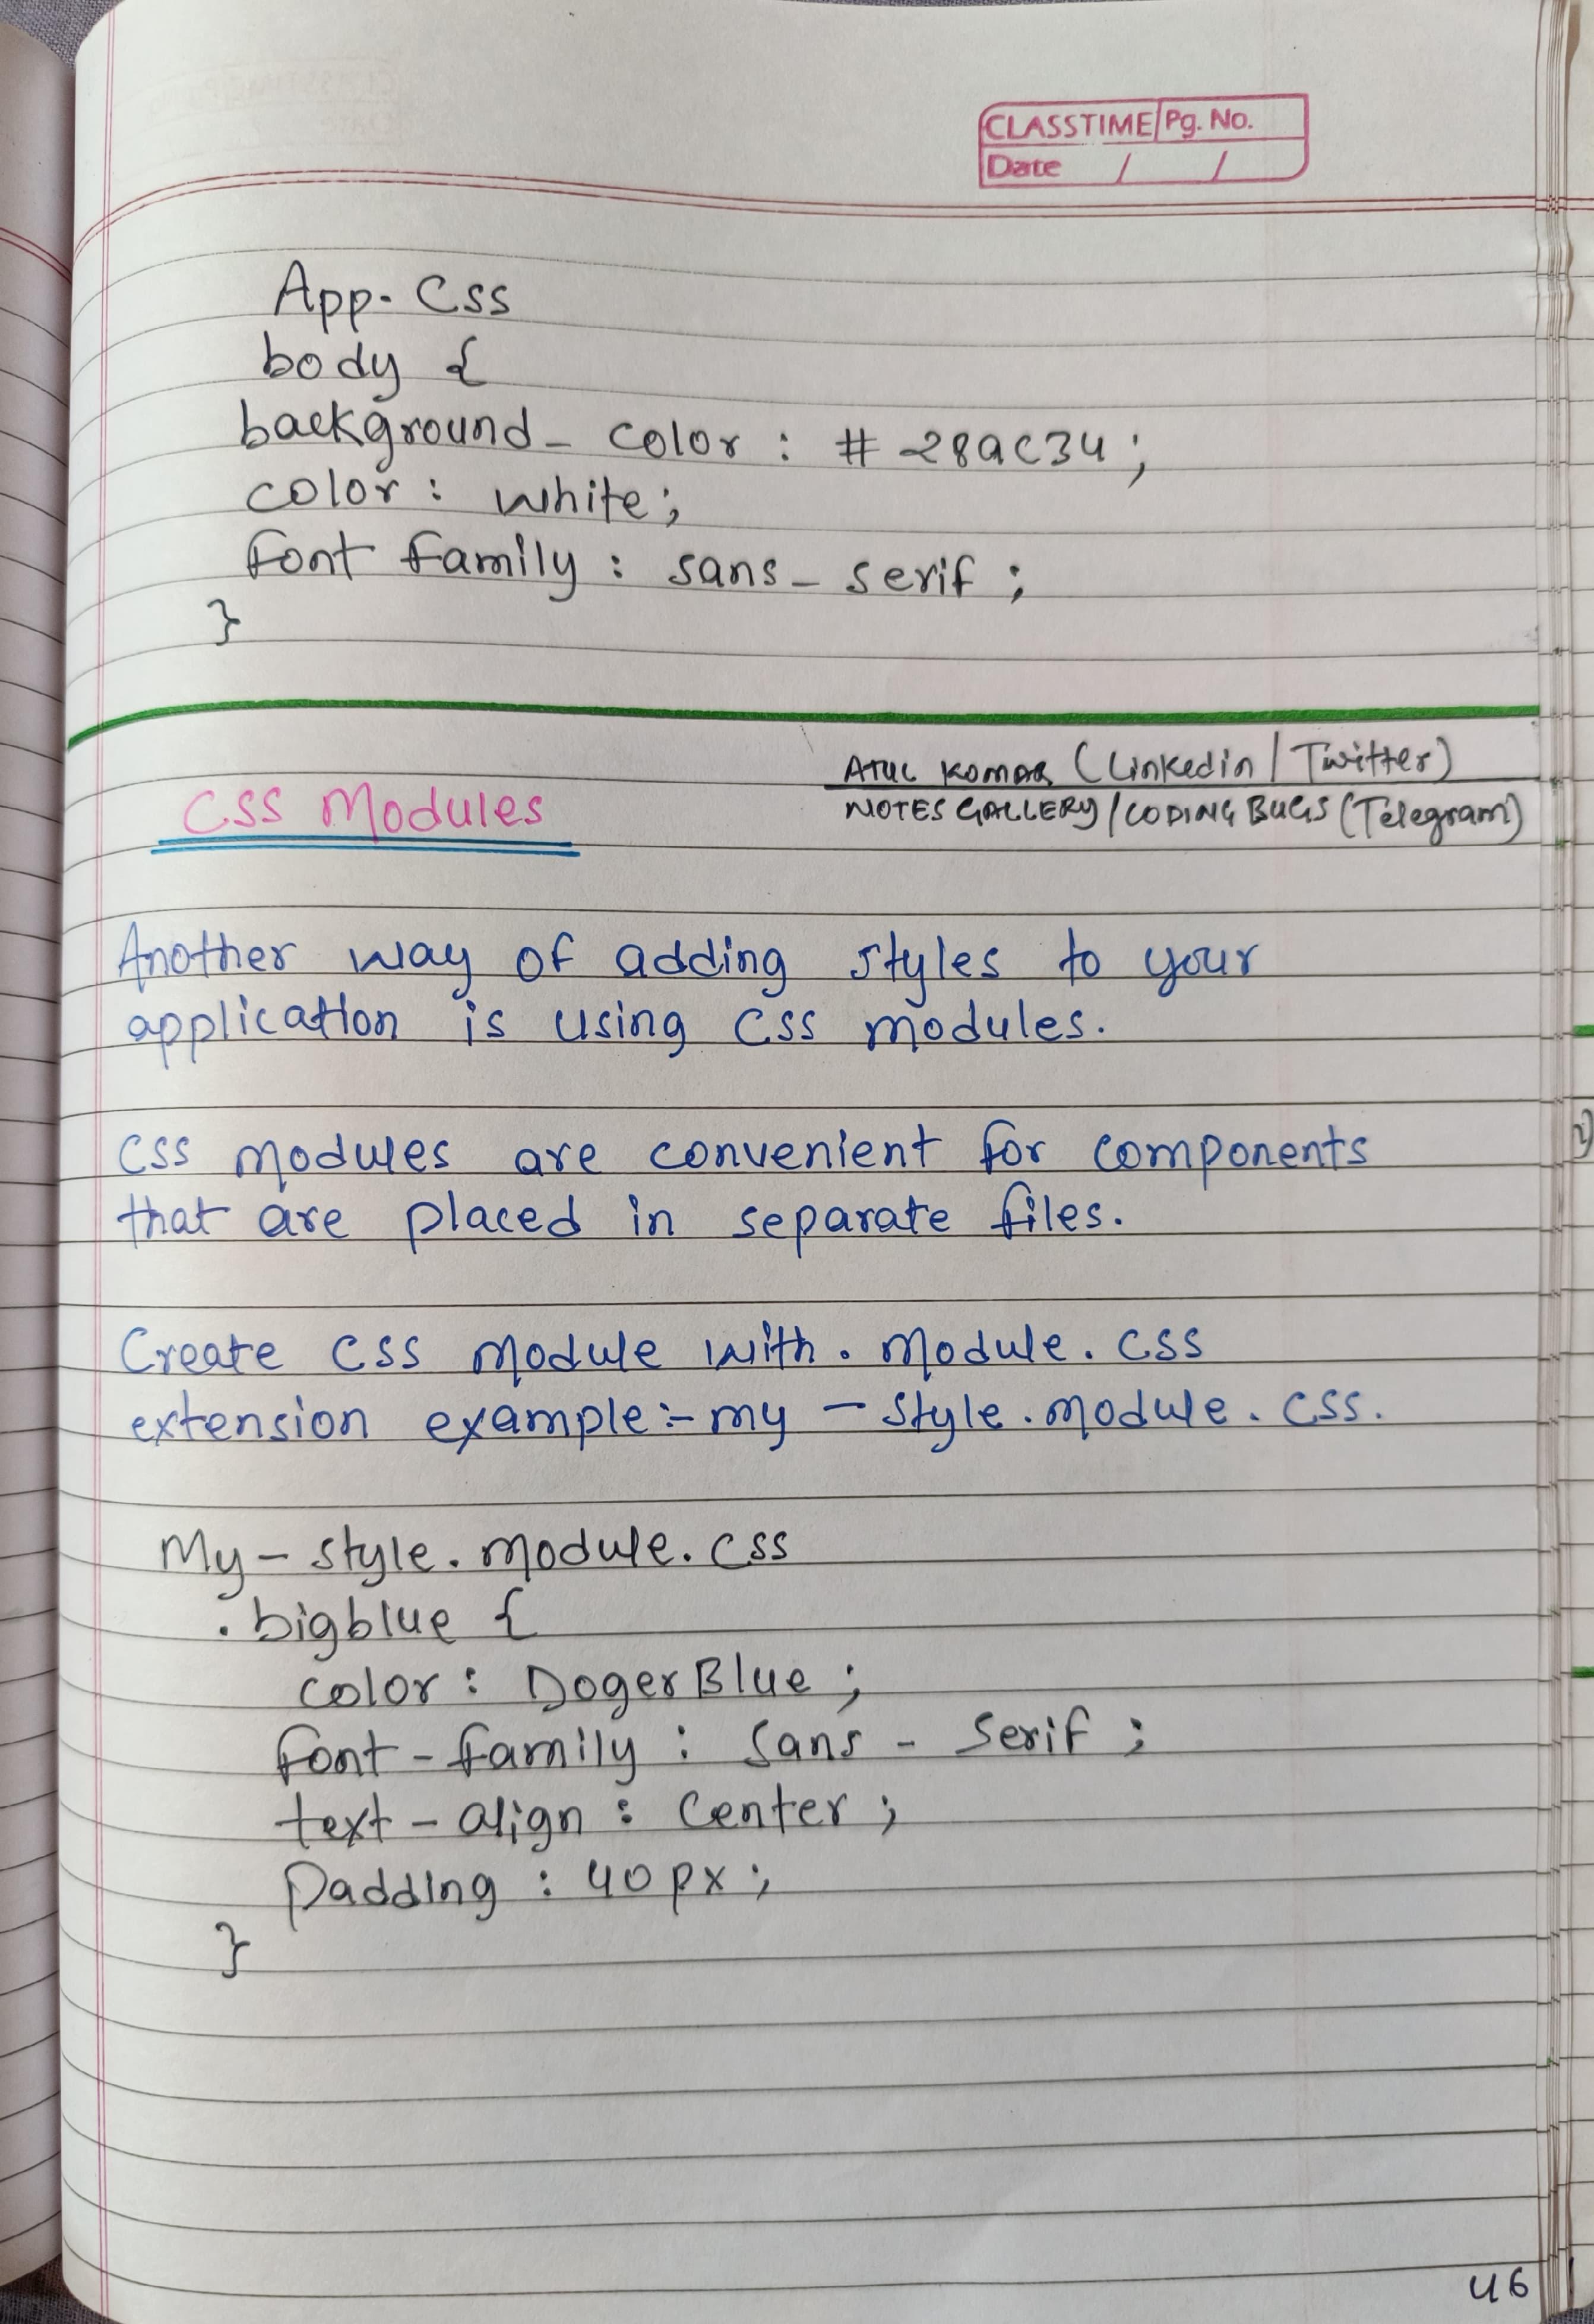 CLASSTIME Pg. No.
Date / /
App. Css
body {
background_ color : # 282c34 ;
color : white ;
font family : sans_ serif ;
}
ATUL KUMAR (Linkedin / Twitter)
NOTES GALLERY / CODING BUGS (Telegram)
CSS Modules
Another way of adding styles to your
application is using css modules.
CSS modules are convenient for components
that are placed in separate files.
Create css module with . module . css
extension example :- my - style . module . css .
My - style . module . css
. bigblue {
color : DogerBlue ;
font - family : sans - serif ;
text - align : center ;
padding : 40 px ;
}
46